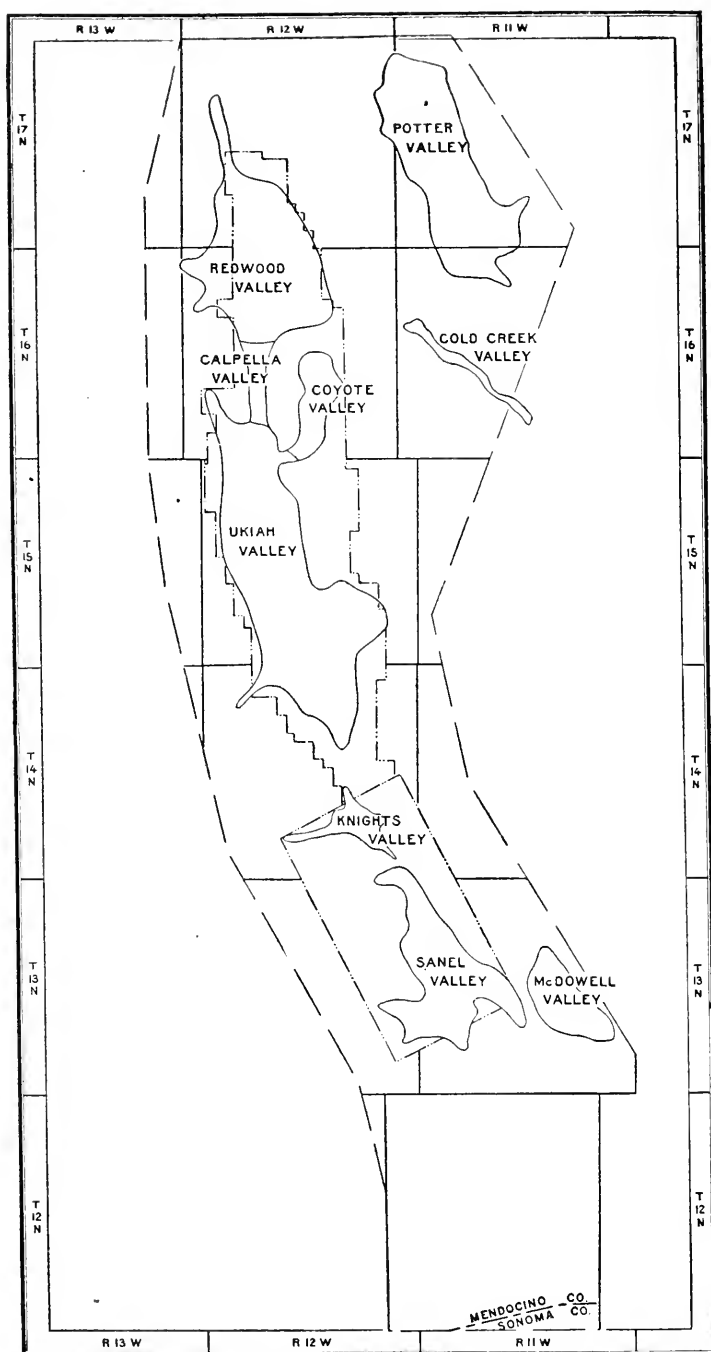 R 13 W
R 12 W
R 11 W
T
17
N
POTTER
VALLEY
T
17
N
REDWOOD
VALLEY
T
16
N
CALPELLA
VALLEY
COYOTE
VALLEY
COLD CREEK
VALLEY
T
16
N
T
15
N
UKIAH
VALLEY
T
15
N
T
14
N
KNIGHTS
VALLEY
T
14
N
T
13
N
SANEL
VALLEY
McDOWELL
VALLEY
T
13
N
T
12
N
T
12
N
MENDOCINO CO.
SONOMA CO.
R 13 W
R 12 W
R 11 W